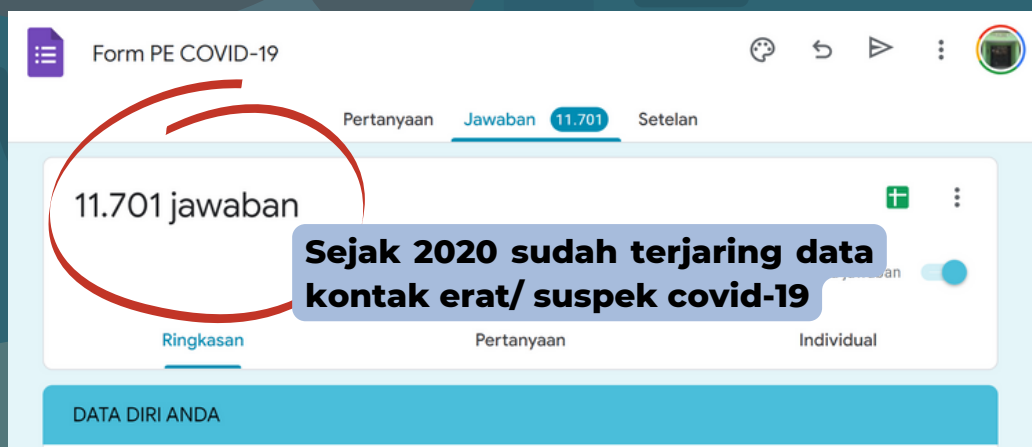 Form PE COVID-19
Pertanyaan Jawaban 11.701 Setelan
11.701 jawaban
Sejak 2020 sudah terjaring data
kontak erat/ suspek covid-19
Ringkasan Pertanyaan Individual
DATA DIRI ANDA